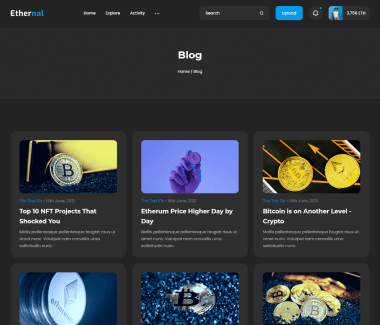 Ethernal
Home Explore Activity ••• Search Upload 3.756 ETH
Blog
Home / Blog
The Top 10s • 16th June, 2021
Top 10 NFT Projects That
Shocked You
Mollis pellentesque pellentesque feugiat risus ut
amet nunc. Volutpat nam convallis urna
sollicitudin nunc.
The Top 10s • 16th June, 2021
Etherum Price Higher Day by
Day
Mollis pellentesque pellentesque feugiat risus ut
amet nunc. Volutpat nam convallis urna
sollicitudin nunc.
The Top 10s • 16th June, 2021
Bitcoin is on Another Level -
Crypto
Mollis pellentesque pellentesque feugiat risus ut
amet nunc. Volutpat nam convallis urna
sollicitudin nunc.